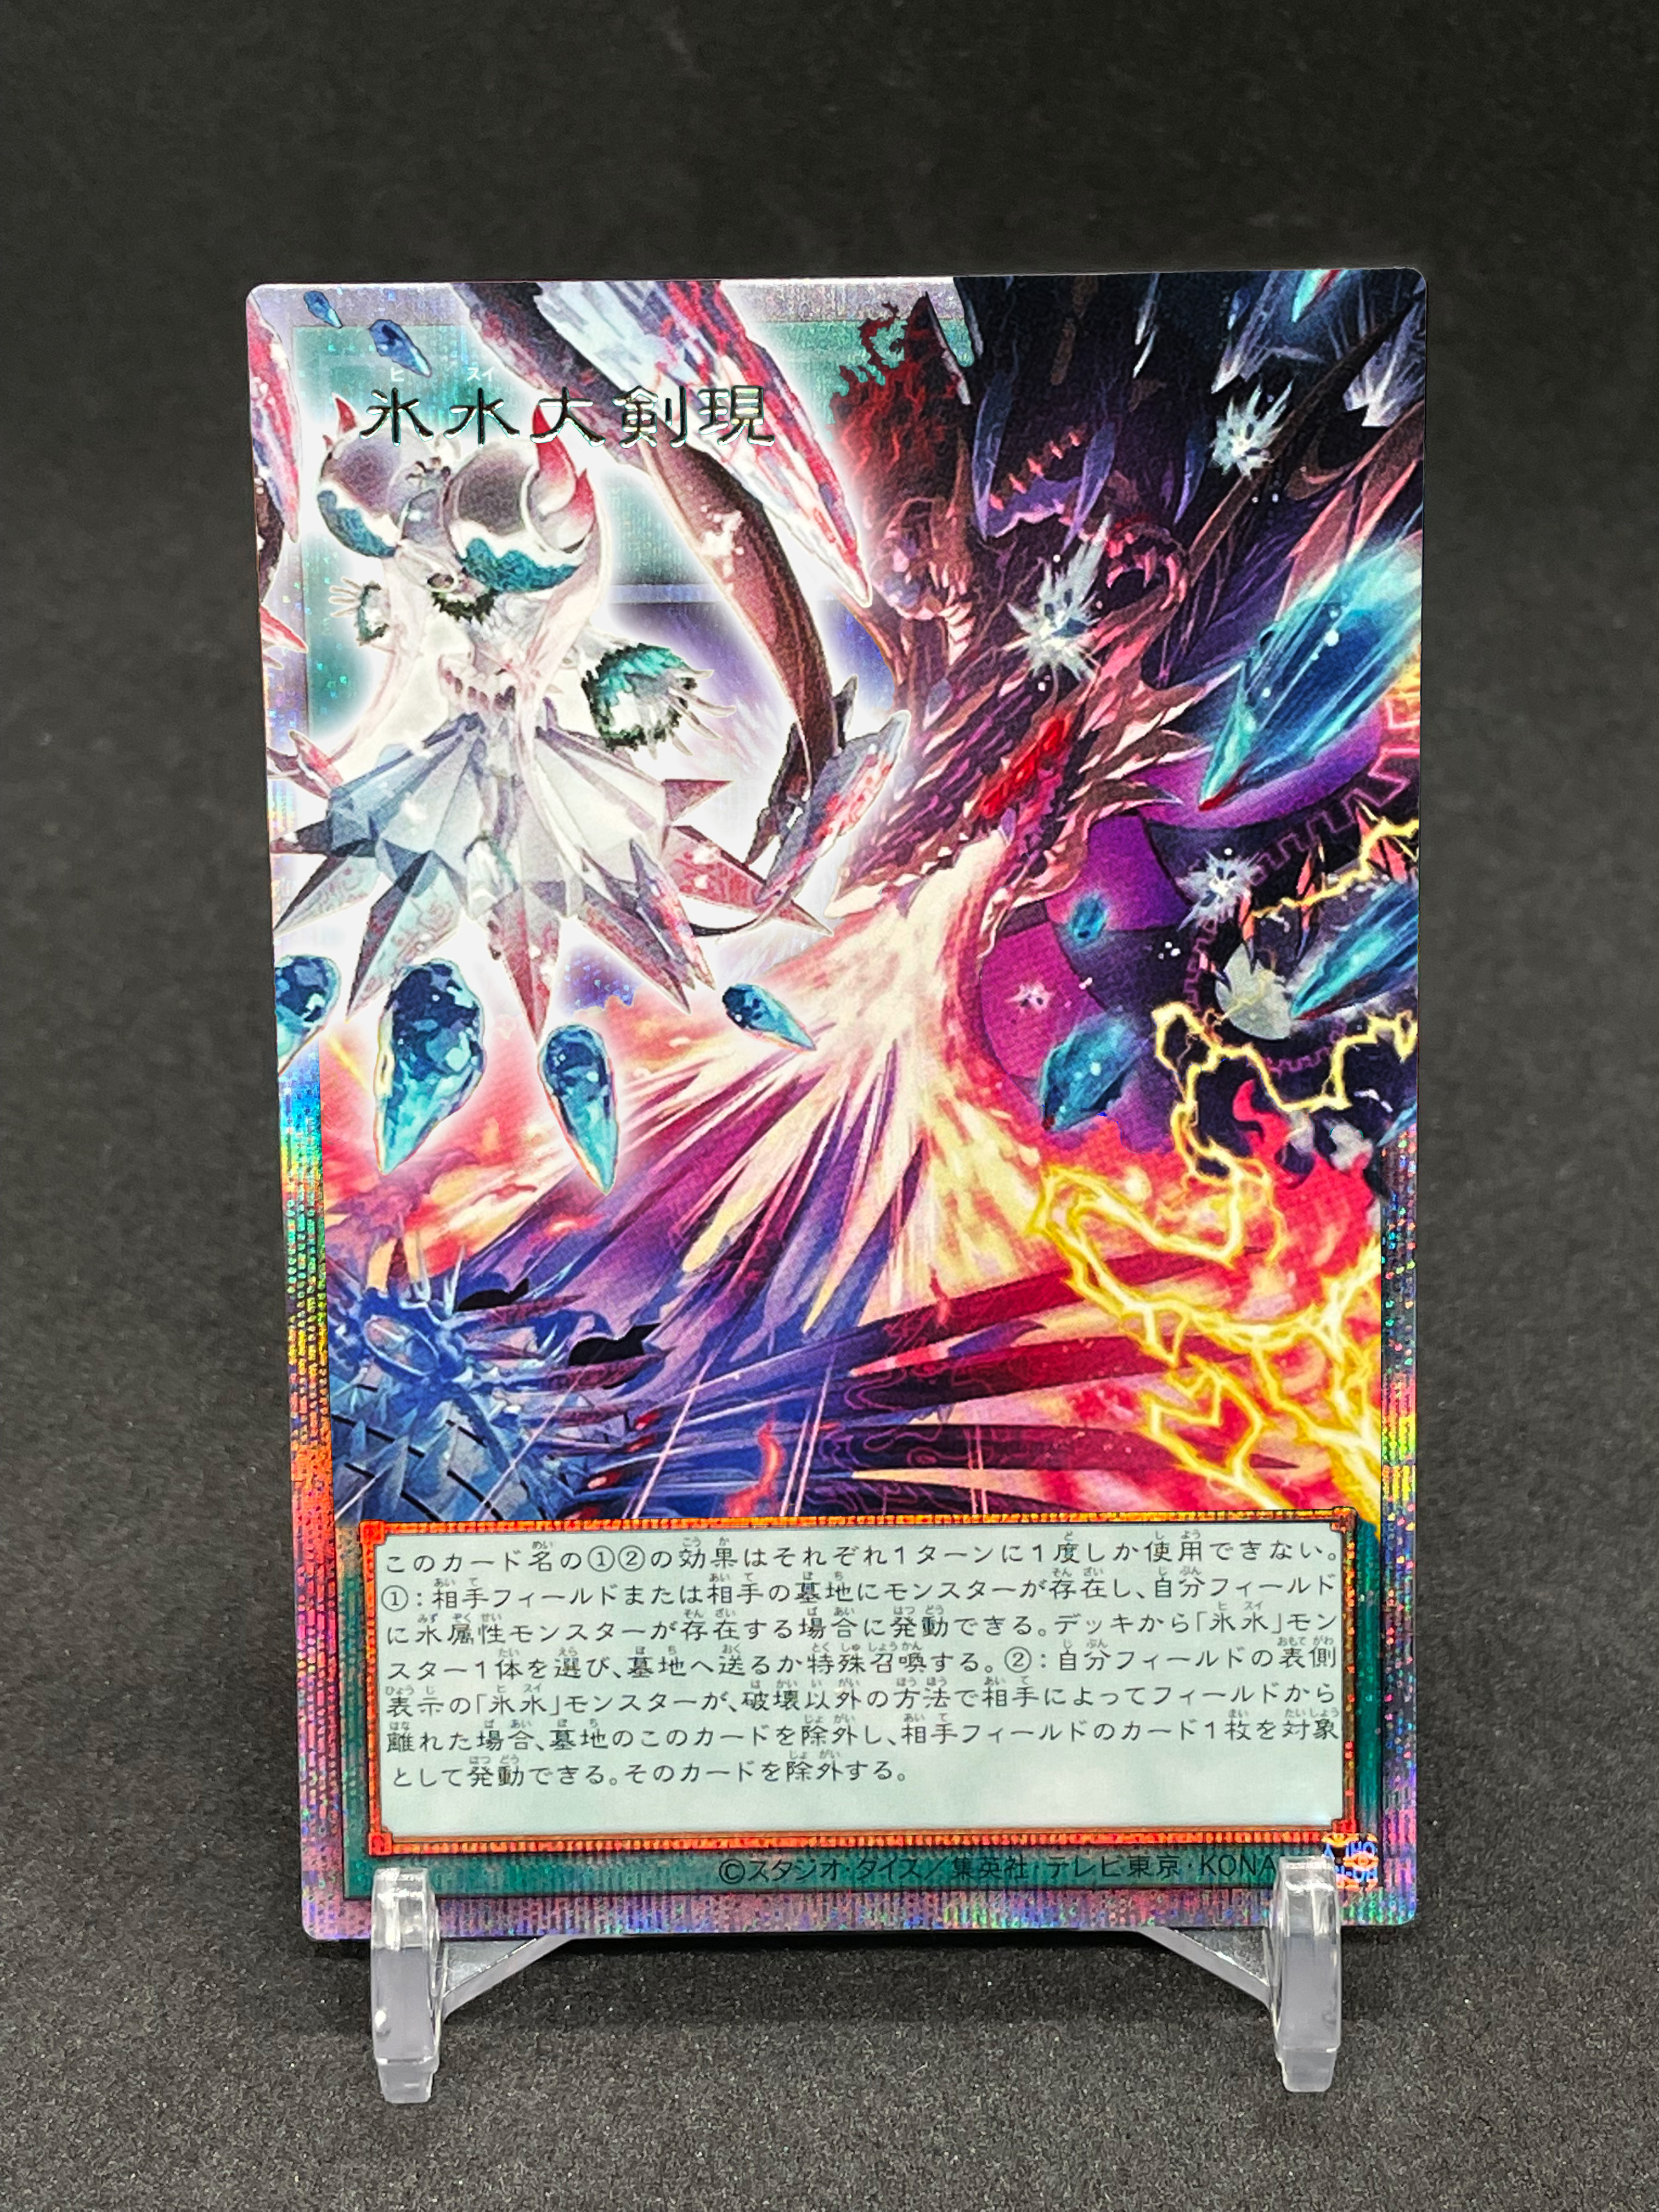 氷水大剣現
このカード名の①②の効果はそれぞれ1ターンに1度しか使用できない。
①：相手フィールドまたは相手の墓地にモンスターが存在し、自分フィールド
に水属性モンスターが存在する場合に発動できる。デッキから「氷水」モン
スター1体を選び、墓地へ送るか特殊召喚する。②：自分フィールドの表側
表示の「氷水」モンスターが、破壊以外の方法で相手によってフィールドから
離れた場合、墓地のこのカードを除外し、相手フィールドのカード1枚を対象
として発動できる。そのカードを除外する。
©スタジオ・ダイス／集英社・テレビ東京・KONA